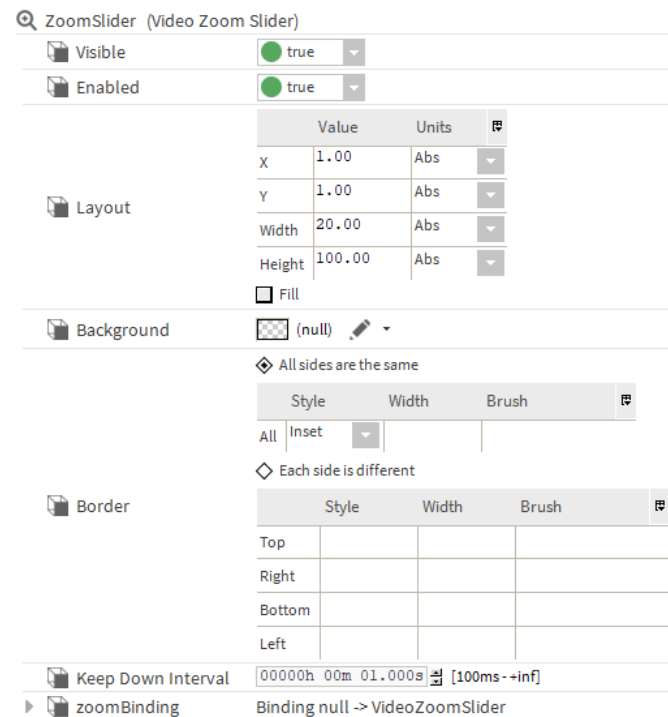 ZoomSlider (Video Zoom Slider)
Visible true
Enabled true
Layout
Value Units
X 1.00 Abs
Y 1.00 Abs
Width 20.00 Abs
Height 100.00 Abs
Fill
Background (null)
Border
All sides are the same
Style Width Brush
All Inset
Each side is different
Style Width Brush
Top
Right
Bottom
Left
Keep Down Interval 00000h 00m 01.000s [100ms - +inf]
zoomBinding Binding null -> VideoZoomSlider